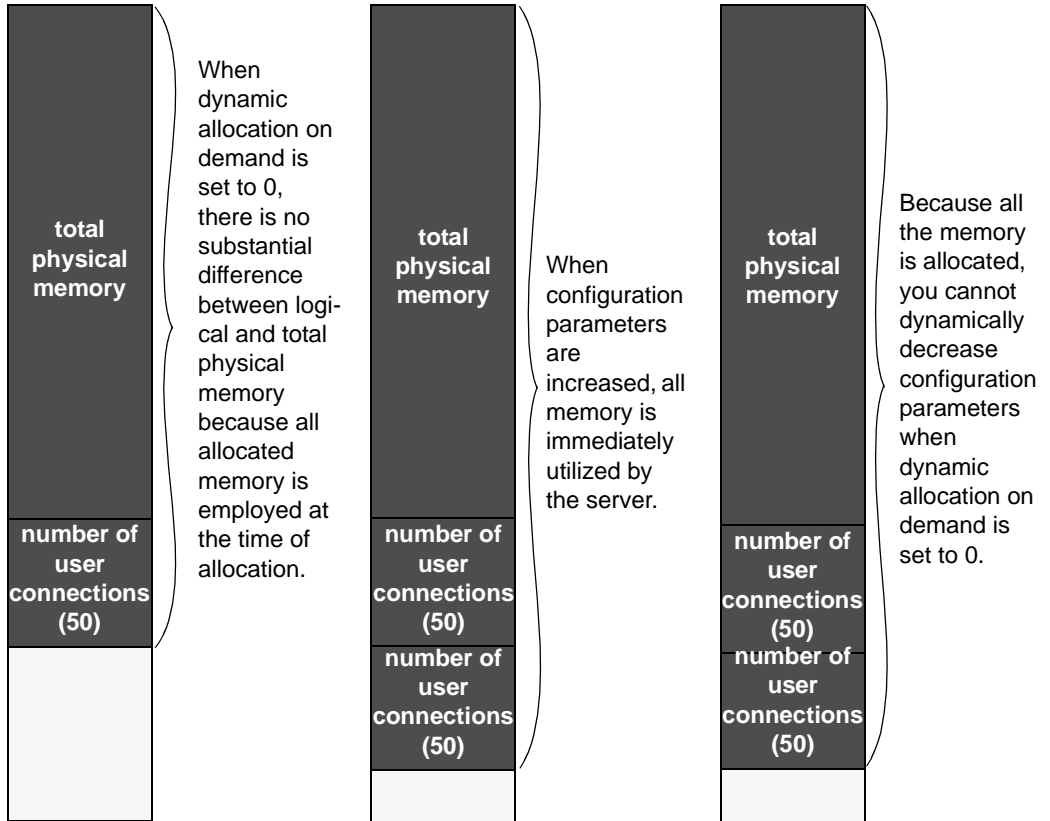 total
physical
memory
number of
user
connections
(50)
When
dynamic
allocation on
demand is
set to 0,
there is no
substantial
difference
between logi-
cal and total
physical
memory
because all
allocated
memory is
employed at
the time of
allocation.
total
physical
memory
number of
user
connections
(50)
number of
user
connections
(50)
When
configuration
parameters
are
increased, all
memory is
immediately
utilized by
the server.
total
physical
memory
number of
user
connections
(50)
number of
user
connections
(50)
Because all
the memory
is allocated,
you cannot
dynamically
decrease
configuration
parameters
when
dynamic
allocation on
demand is
set to 0.